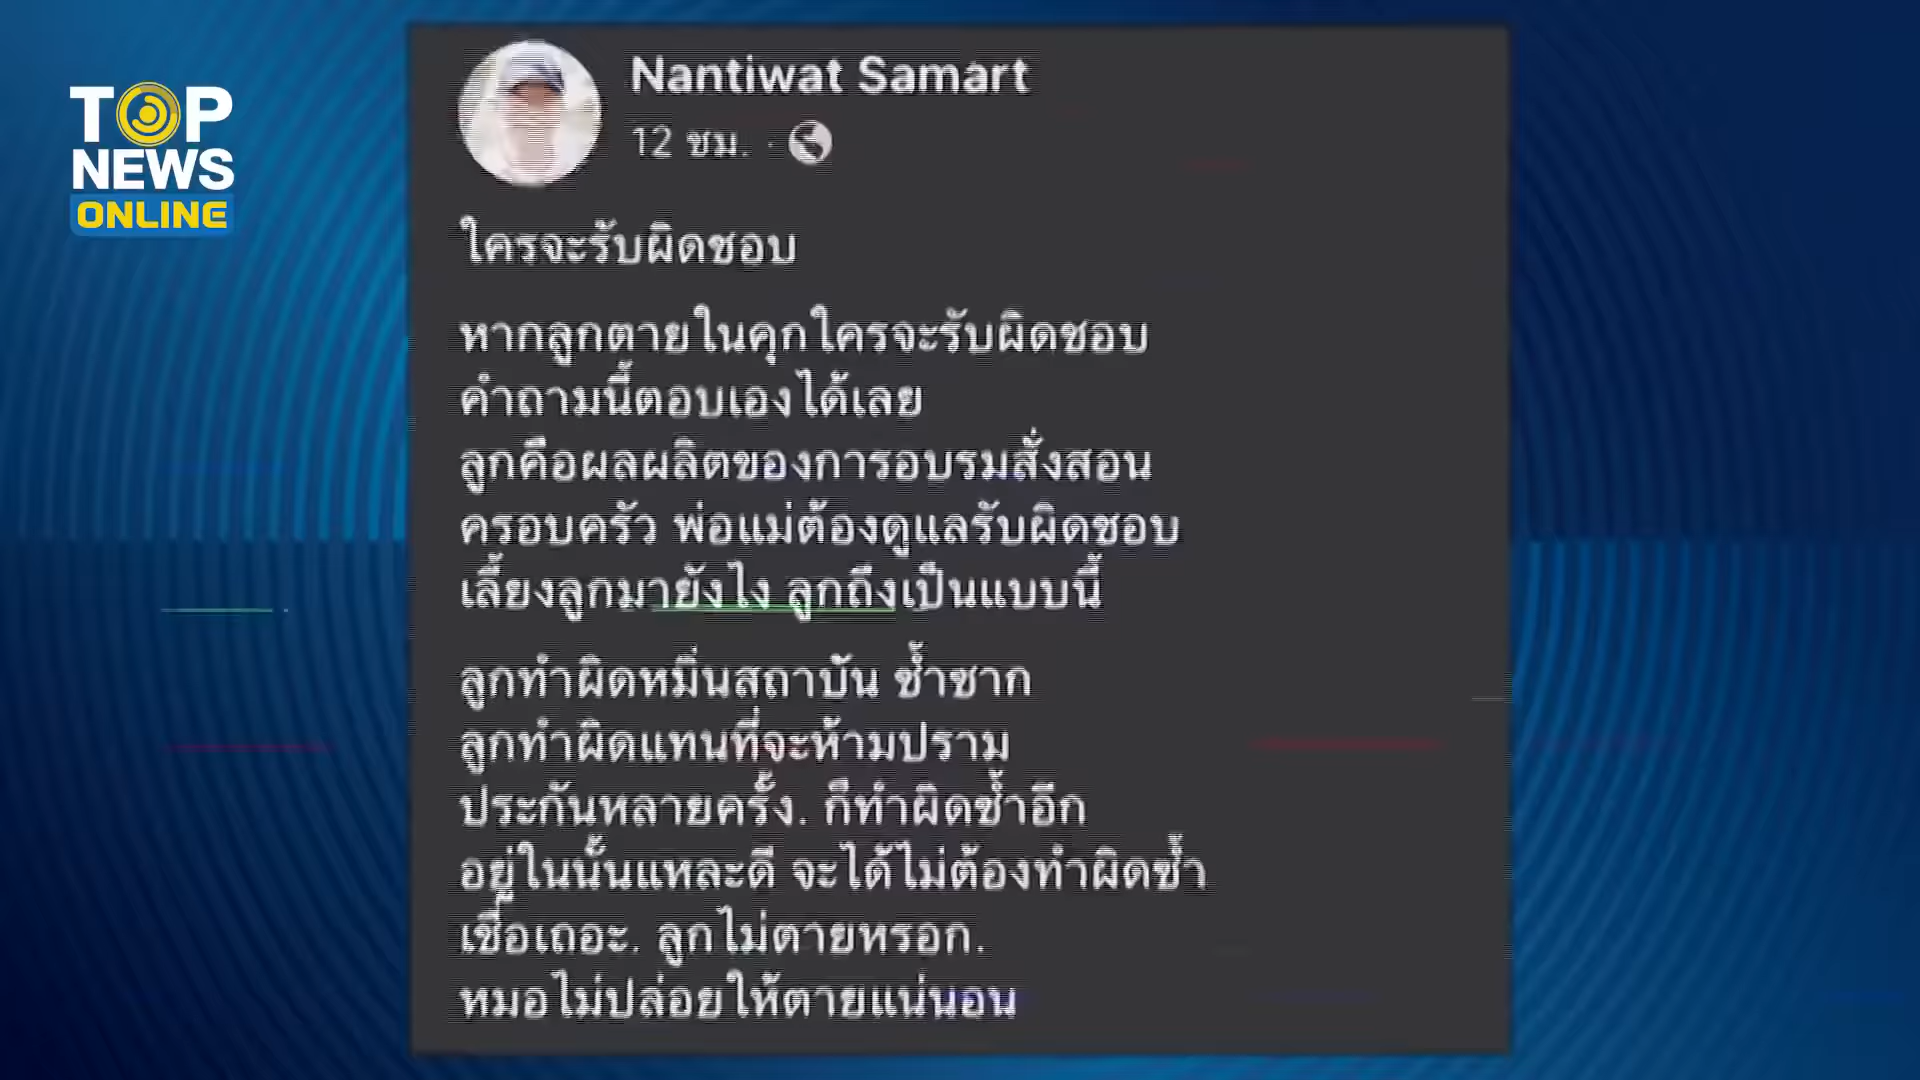 TOP
NEWS
ONLINE
Nantiwat Samart
12 ชม. ·
ใครจะรับผิดชอบ
หากลูกตายในคุกใครจะรับผิดชอบ
คำถามนี้ตอบเองได้เลย
ลูกคือผลผลิตของการอบรมสั่งสอน
ครอบครัว พ่อแม่ต้องดูแลรับผิดชอบ
เลี้ยงลูกมายังไง ลูกถึงเป็นแบบนี้
ลูกทำผิดหมิ่นสถาบัน ซ้ำซาก
ลูกทำผิดแทนที่จะห้ามปราม
ประกันหลายครั้ง. ก็ทำผิดซ้ำอีก
อยู่ในนั้นแหละดี จะได้ไม่ต้องทำผิดซ้ำ
เชื่อเถอะ. ลูกไม่ตายหรอก.
หมอไม่ปล่อยให้ตายแน่นอน